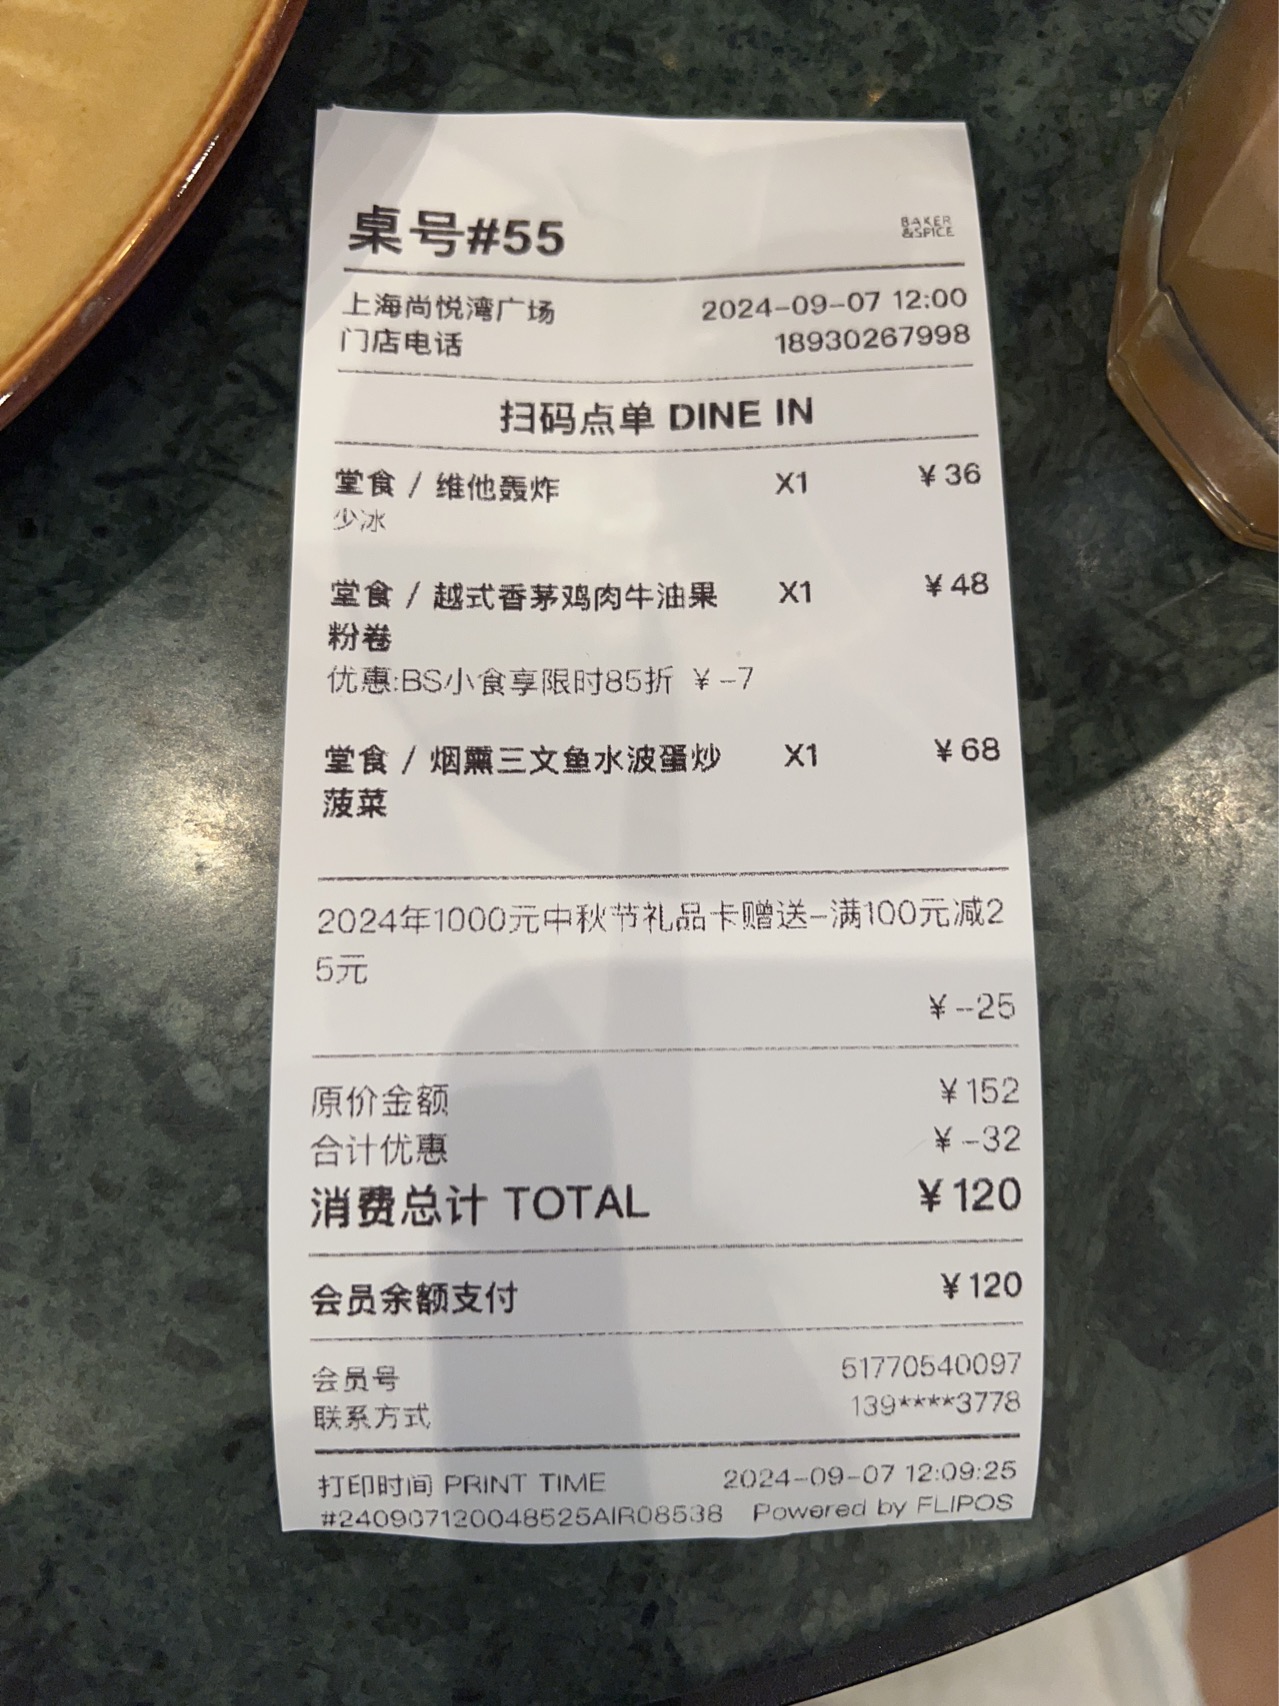 桌号#55
BAKER
&SPICE
上海尚悦湾广场 2024-09-07 12:00
门店电话 18930267998
扫码点单 DINE IN
堂食 / 维他轰炸 X1 ¥36
少冰
堂食 / 越式香茅鸡肉牛油果 X1 ¥48
粉卷
优惠:BS小食享限时85折 ¥-7
堂食 / 烟熏三文鱼水波蛋炒 X1 ¥68
菠菜
2024年1000元中秋节礼品卡赠送-满100元减2
5元
¥-25
原价金额 ¥152
合计优惠 ¥-32
消费总计 TOTAL ¥120
会员余额支付 ¥120
会员号 51770540097
联系方式 139****3778
打印时间 PRINT TIME 2024-09-07 12:09:25
#240907120048525AIR08538 Powered by FLIPOS